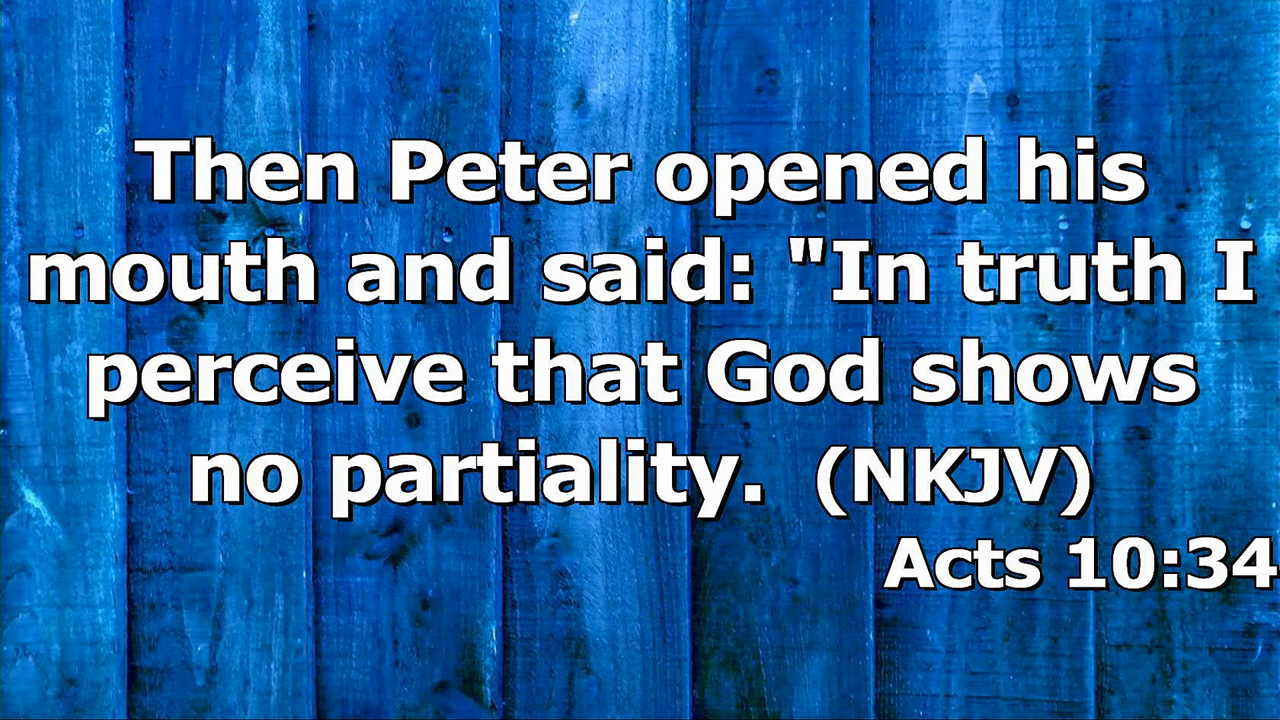 Then Peter opened his
mouth and said: "In truth I
perceive that God shows
no partiality.  (NKJV)
Acts 10:34